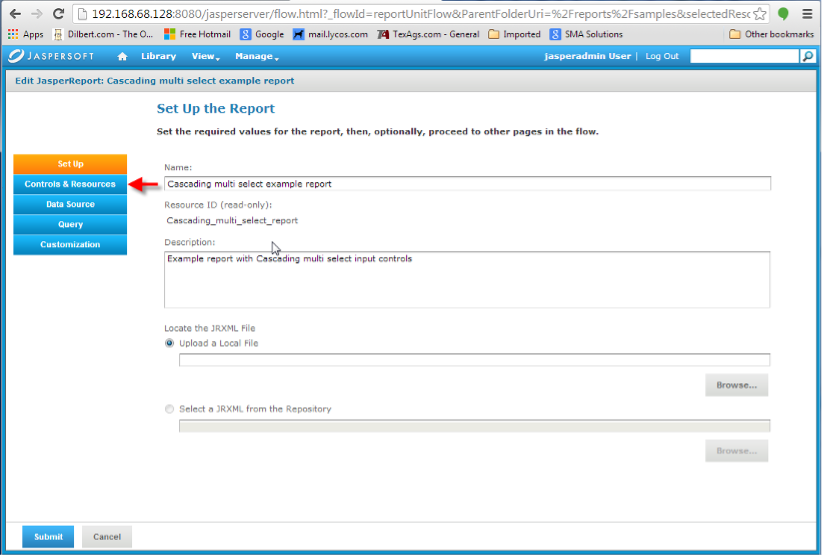 192.168.68.128:8080/jasperserver/flow.html?_flowId=reportUnitFlow&ParentFolderUri=%2Freports%2Fsamples&selectedResc
Apps Dilbert.com - The O... Free Hotmail Google mail.lycos.com TexAgs.com - General Imported SMA Solutions Other bookmarks
JASPERSOFT Library View Manage jasperadmin User | Log Out
Edit JasperReport: Cascading multi select example report
Set Up the Report
Set the required values for the report, then, optionally, proceed to other pages in the flow.
Set Up
Controls & Resources
Data Source
Query
Customization
Name:
Cascading multi select example report
Resource ID (read-only):
Cascading_multi_select_report
Description:
Example report with Cascading multi select input controls
Locate the JRXML File
Upload a Local File
Browse...
Select a JRXML from the Repository
Browse...
Submit Cancel